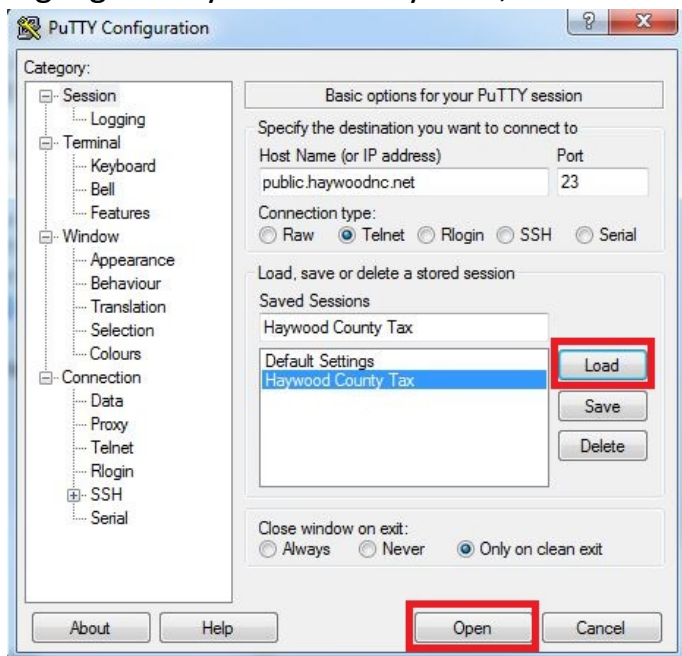 PuTTY Configuration
Category:
Session
Logging
Terminal
Keyboard
Bell
Features
Window
Appearance
Behaviour
Translation
Selection
Colours
Connection
Data
Proxy
Telnet
Rlogin
SSH
Serial
Basic options for your PuTTY session
Specify the destination you want to connect to
Host Name (or IP address) Port
public.haywoodnc.net 23
Connection type:
Raw Telnet Rlogin SSH Serial
Load, save or delete a stored session
Saved Sessions
Haywood County Tax
Default Settings
Haywood County Tax
Load
Save
Delete
Close window on exit:
Always Never Only on clean exit
About Help Open Cancel